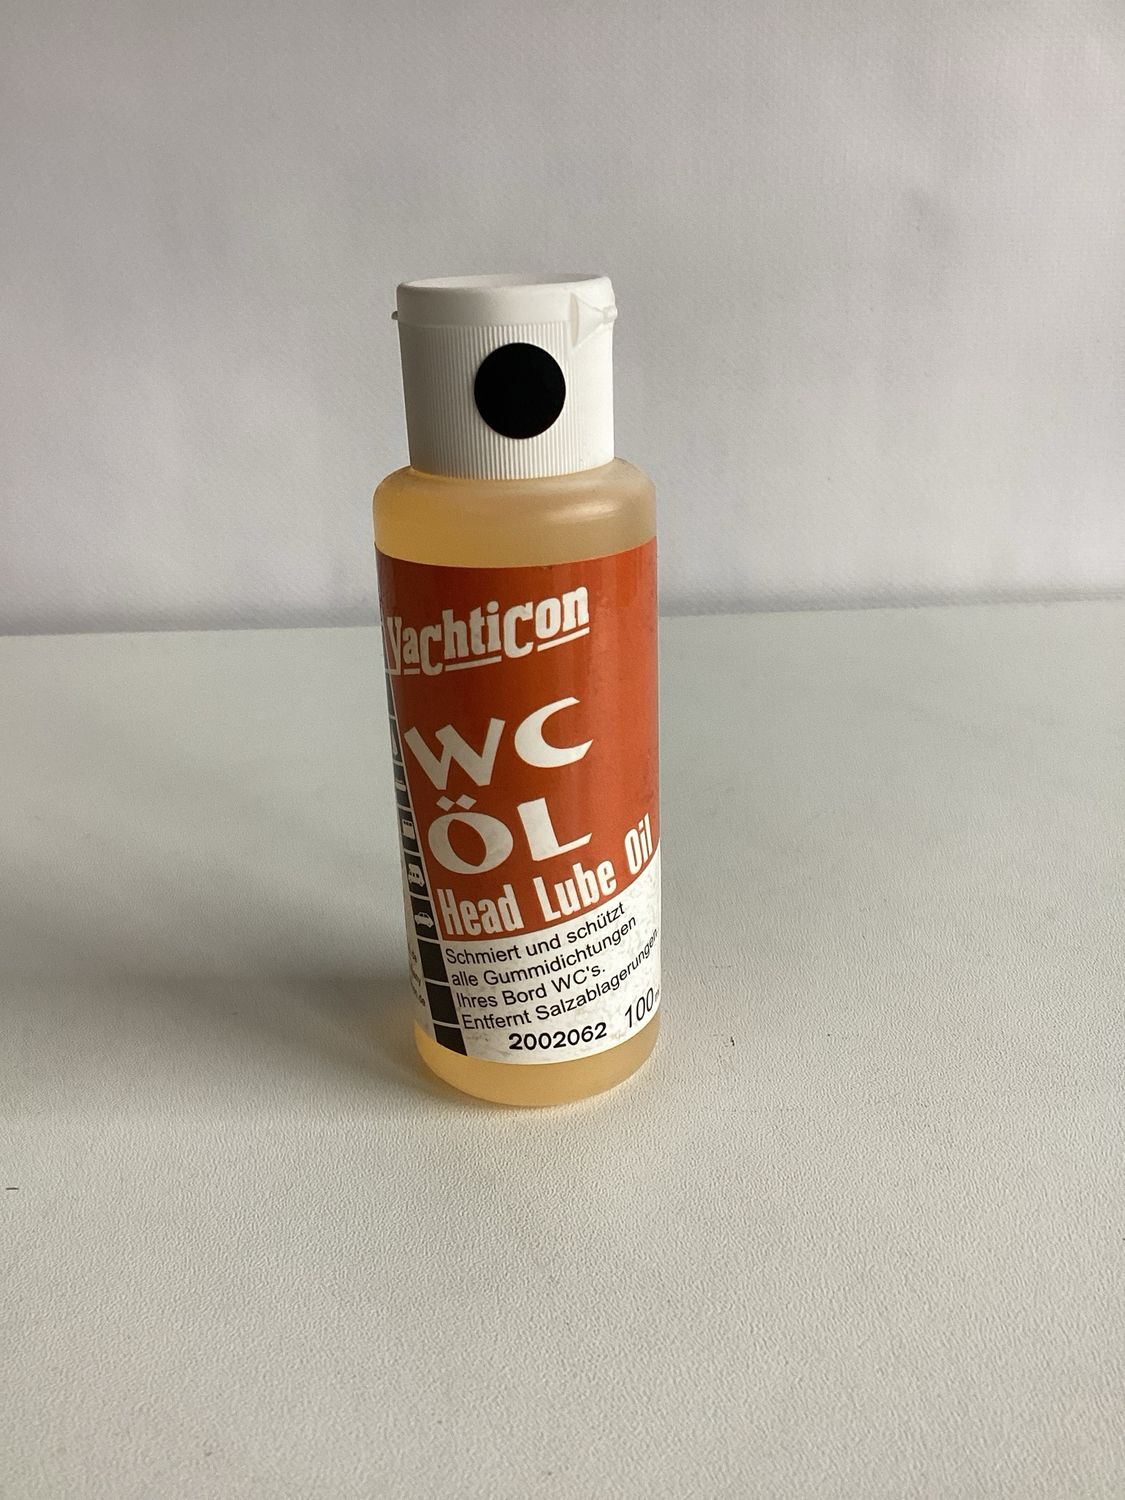 YachtiCon
WC
ÖL
Head Lube Oil
Schmiert und schützt
alle Gummidichtungen
Ihres Bord WC's.
Entfernt Salzablagerungen.
2002062 100